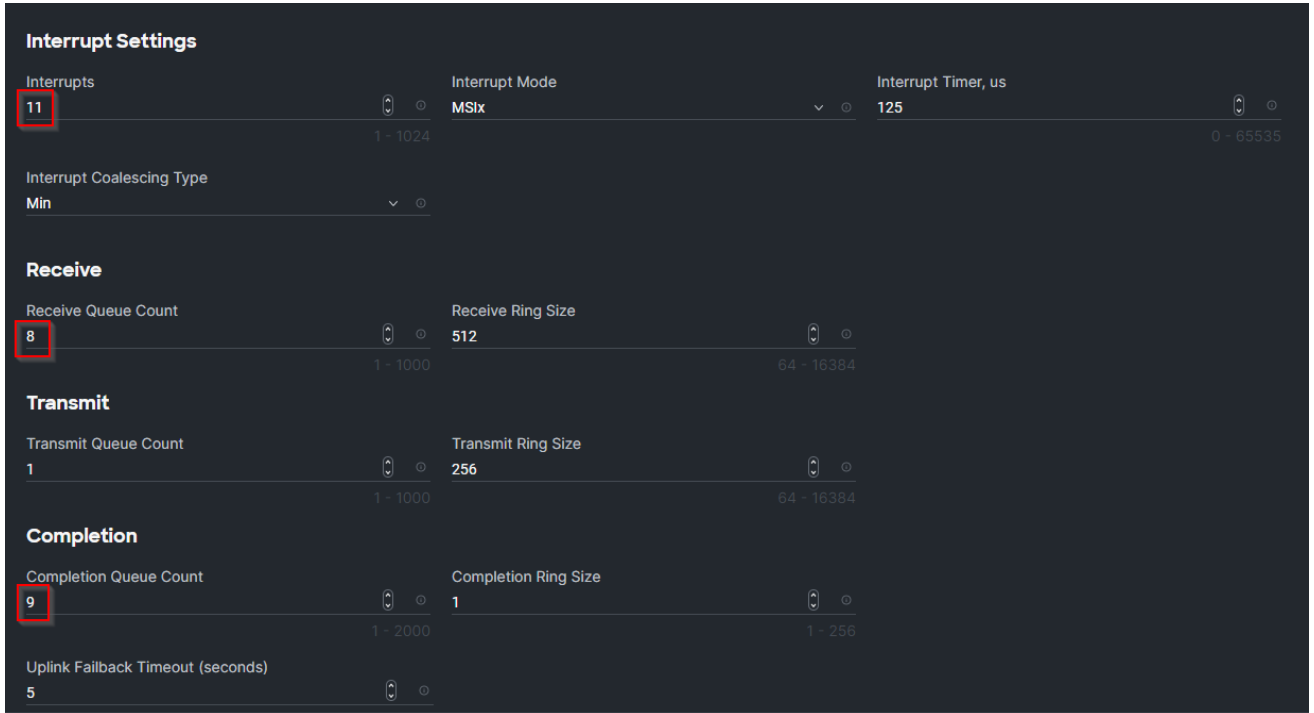 Interrupt Settings
Interrupts Interrupt Mode Interrupt Timer, us
11 MSIx 125
1 - 1024 0 - 65535
Interrupt Coalescing Type
Min
Receive
Receive Queue Count Receive Ring Size
8 512
1 - 1000 64 - 16384
Transmit
Transmit Queue Count Transmit Ring Size
1 256
1 - 1000 64 - 16384
Completion
Completion Queue Count Completion Ring Size
9 1
1 - 2000 1 - 256
Uplink Failback Timeout (seconds)
5